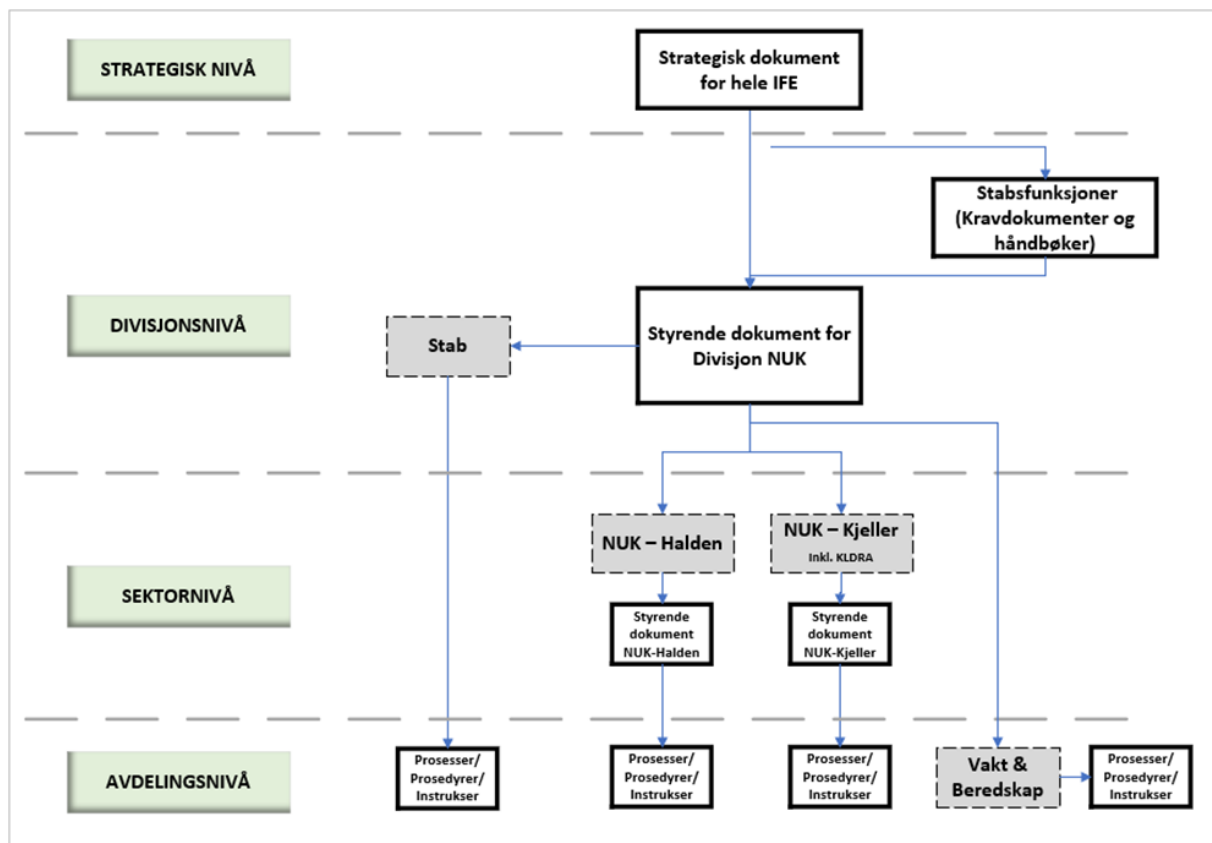 STRATEGISK NIVÅ
Strategisk dokument
for hele IFE
Stabsfunksjoner
(Kravdokumenter og
håndbøker)
DIVISJONSNIVÅ
Stab
Styrende dokument for
Divisjon NUK
NUK – Halden
NUK – Kjeller
Inkl. KLDRA
SEKTORNIVÅ
Styrende
dokument
NUK-Halden
Styrende
dokument
NUK-Kjeller
AVDELINGSNIVÅ
Prosesser/
Prosedyrer/
Instrukser
Prosesser/
Prosedyrer/
Instrukser
Prosesser/
Prosedyrer/
Instrukser
Vakt &
Beredskap
Prosesser/
Prosedyrer/
Instrukser